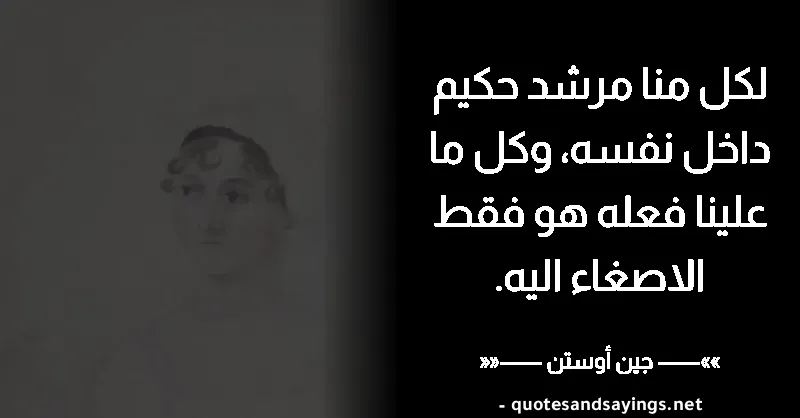 لكل منا مرشد حكيم
داخل نفسه، وكل ما
علينا فعله هو فقط
الاصغاء اليه.
»»—— جين أوستن ——««
- quotesandsayings.net